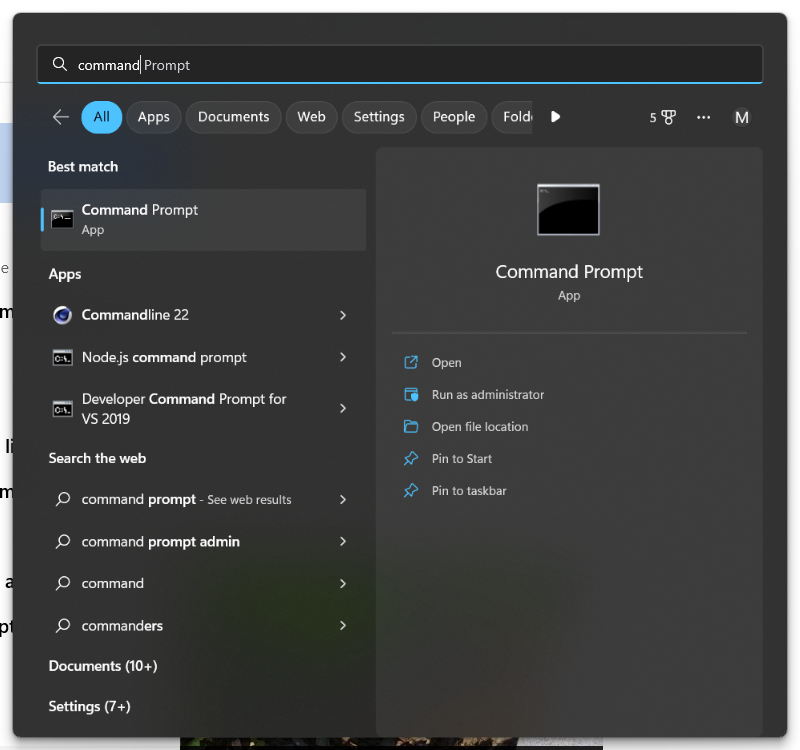 command Prompt
All
Apps
Documents
Web
Settings
People
Fold
5
M
Best match
Command Prompt
App
Apps
Commandline 22
Node.js command prompt
Developer Command Prompt for
VS 2019
Search the web
command prompt - See web results
command prompt admin
command
commanders
Documents (10+)
Settings (7+)
Command Prompt
App
Open
Run as administrator
Open file location
Pin to Start
Pin to taskbar